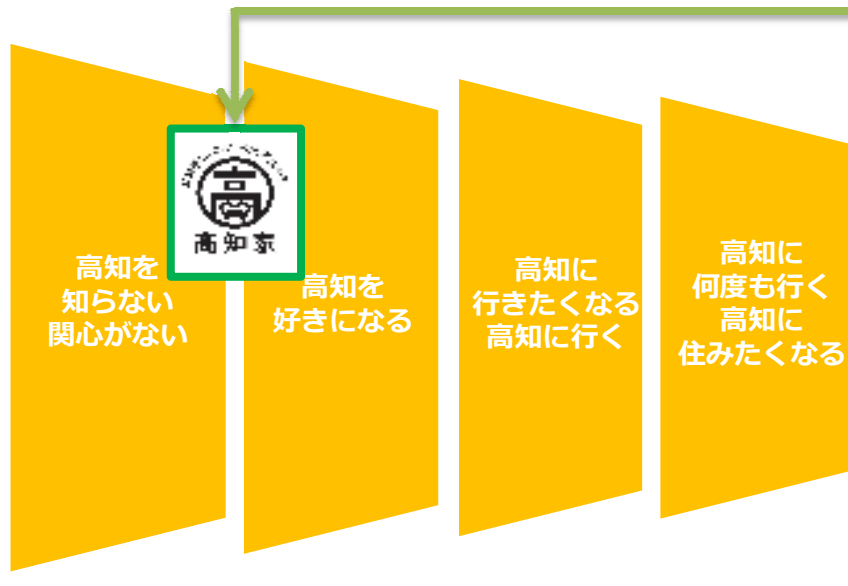 高
高知家
高知を
知らない
関心がない
高知を
好きになる
高知に
行きたくなる
高知に行く
高知に
何度も行く
高知に
住みたくなる